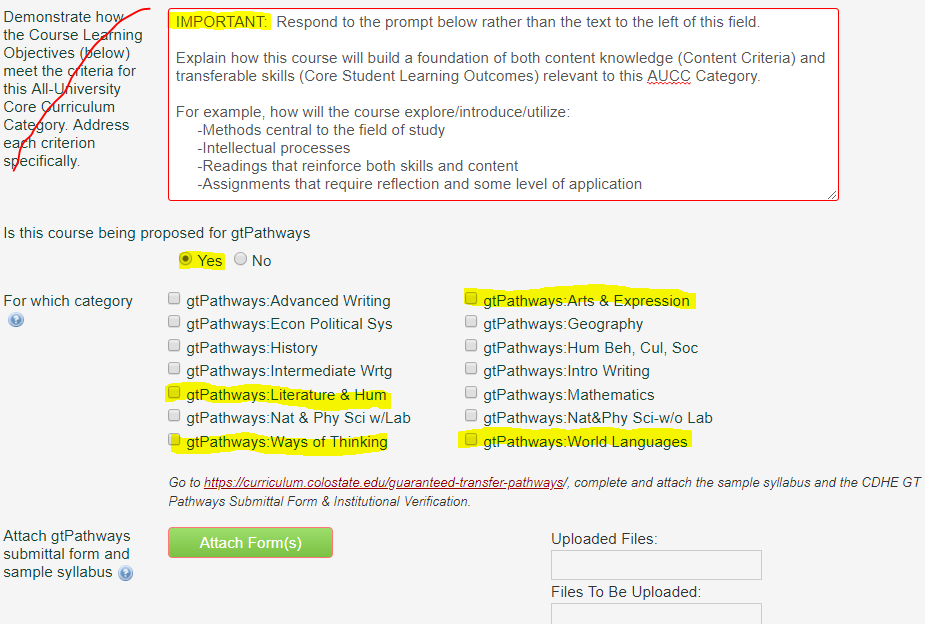 Demonstrate how
the Course Learning
Objectives (below)
meet the criteria for
this All-University
Core Curriculum
Category. Address
each criterion
specifically.
IMPORTANT: Respond to the prompt below rather than the text to the left of this field.
Explain how this course will build a foundation of both content knowledge (Content Criteria) and
transferable skills (Core Student Learning Outcomes) relevant to this AUCC Category.
For example, how will the course explore/introduce/utilize:
-Methods central to the field of study
-Intellectual processes
-Readings that reinforce both skills and content
-Assignments that require reflection and some level of application
Is this course being proposed for gtPathways
Yes No
For which category
gtPathways:Advanced Writing gtPathways:Arts & Expression
gtPathways:Econ Political Sys gtPathways:Geography
gtPathways:History gtPathways:Hum Beh, Cul, Soc
gtPathways:Intermediate Wrtg gtPathways:Intro Writing
gtPathways:Literature & Hum gtPathways:Mathematics
gtPathways:Nat & Phy Sci w/Lab gtPathways:Nat&Phy Sci-w/o Lab
gtPathways:Ways of Thinking gtPathways:World Languages
Go to https://curriculum.colostate.edu/guaranteed-transfer-pathways/, complete and attach the sample syllabus and the CDHE GT
Pathways Submittal Form & Institutional Verification.
Attach gtPathways
submittal form and
sample syllabus
Attach Form(s)
Uploaded Files:
Files To Be Uploaded: